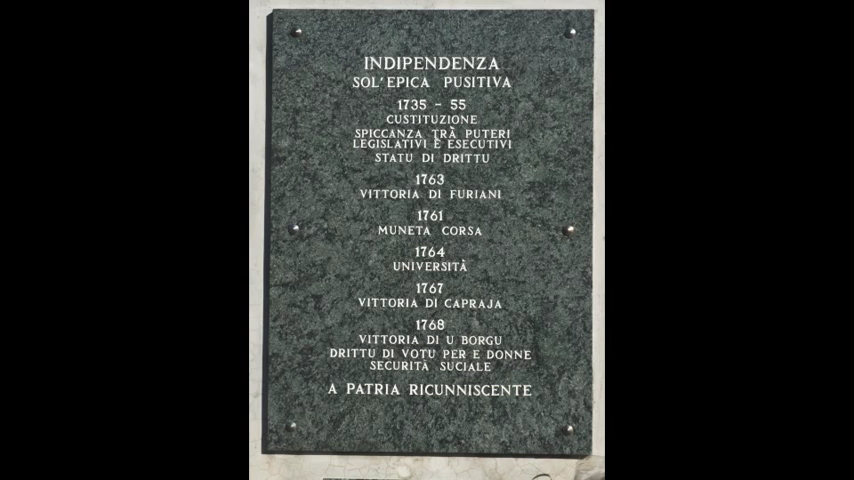 INDIPENDENZA
SOL'EPICA PUSITIVA
1735 - 55
CUSTITUZIONE
SPICCANZA TRÀ PUTERI
LEGISLATIVI È ESECUTIVI
STATU DI DRITTU
1763
VITTORIA DI FURIANI
1761
MUNETA CORSA
1764
UNIVERSITÀ
1767
VITTORIA DI CAPRAJA
1768
VITTORIA DI U BORGU
DRITTU DI VOTU PER E DONNE
SECURITÀ SUCIALE
A PATRIA RICUNNISCENTE